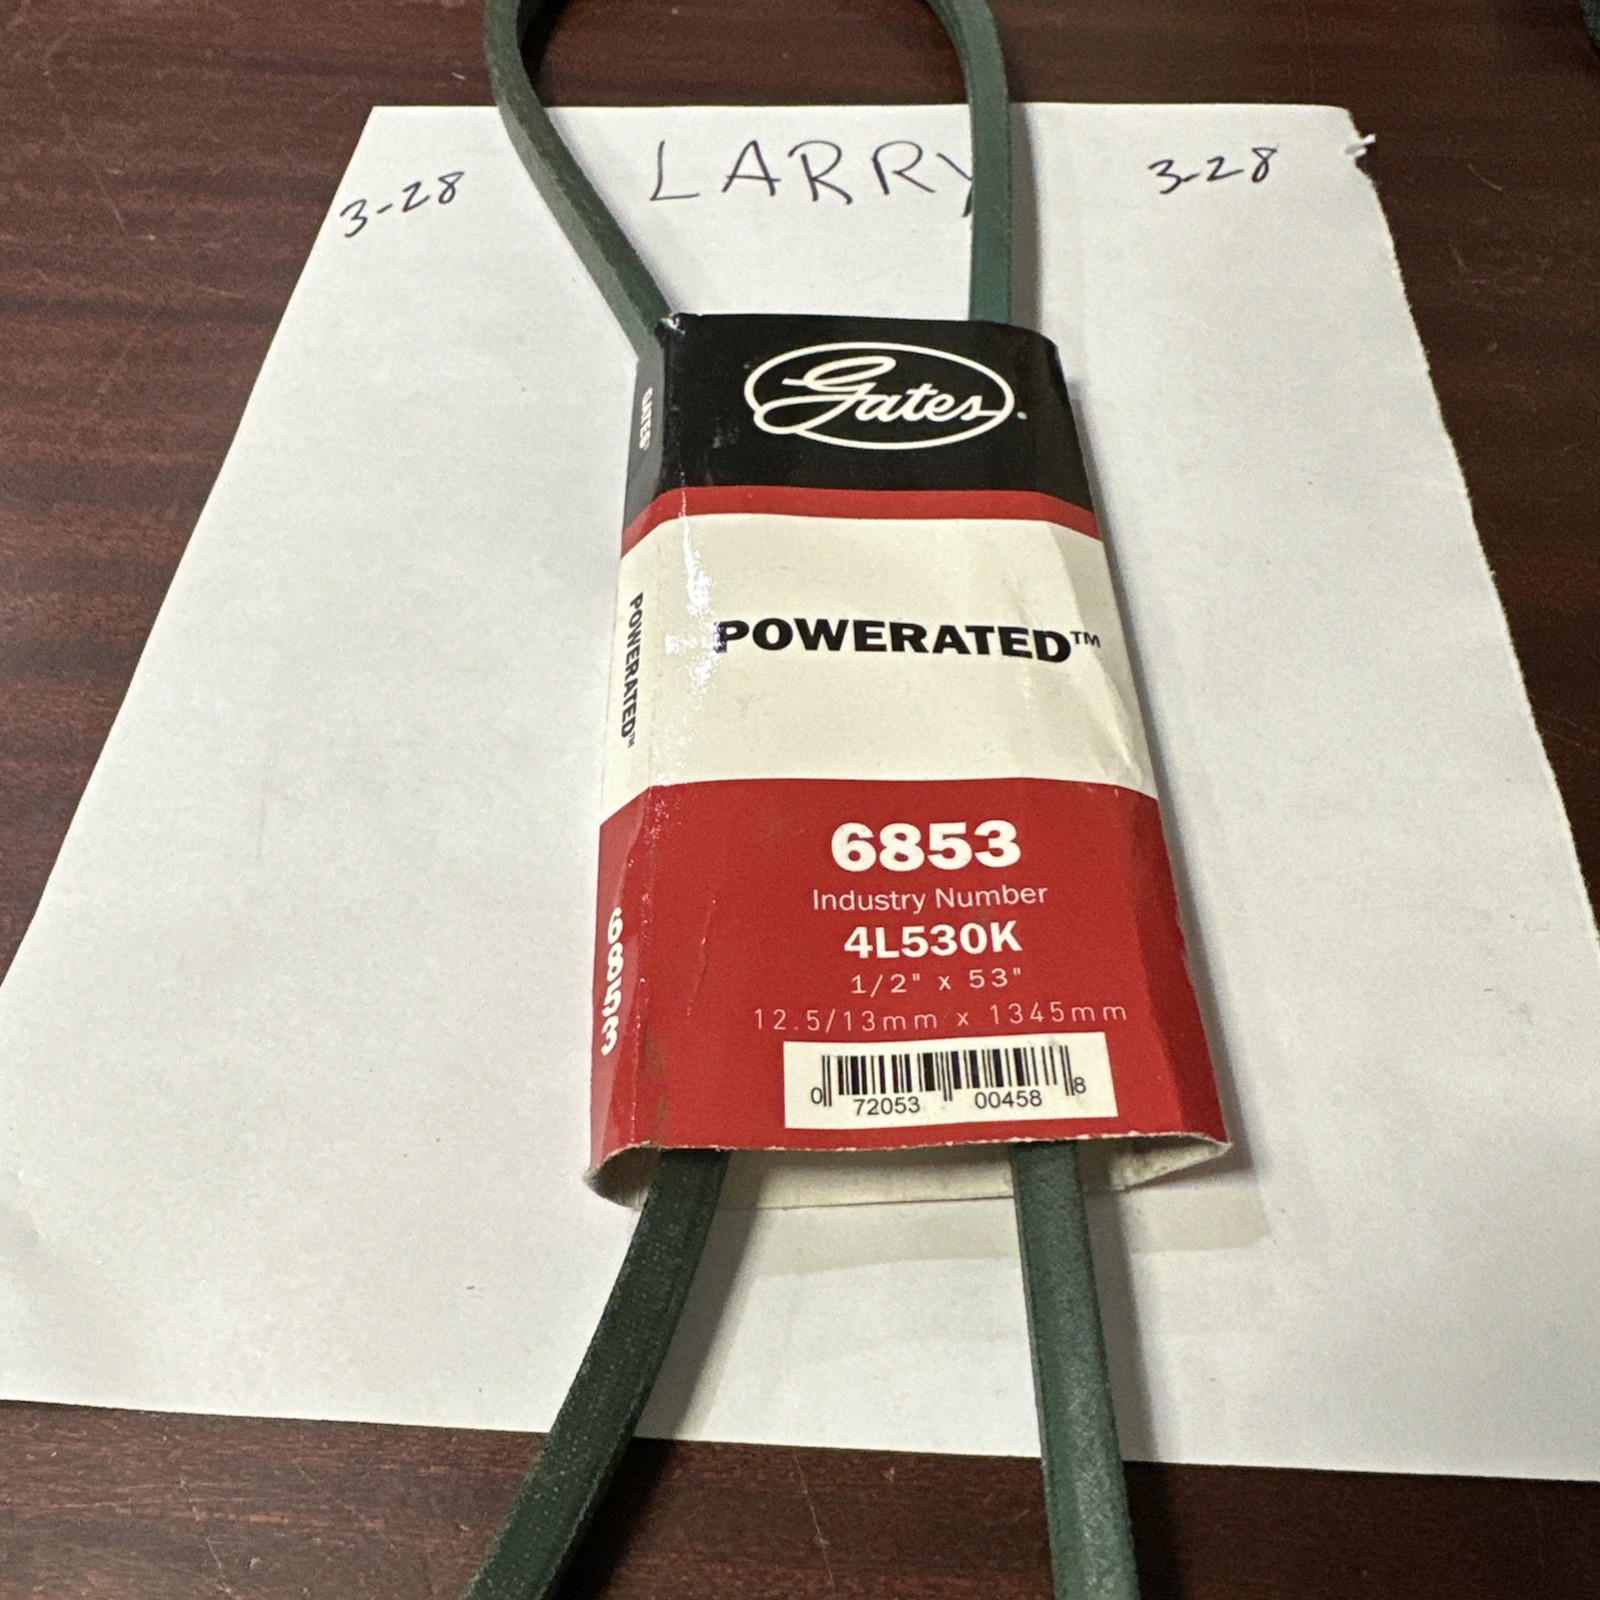 3-28 LARRY 3-28
Gates
GATES
POWERATED™
POWERATED™
6853
Industry Number
4L530K
1/2" x 53"
12.5/13mm x 1345mm
6853
0 72053 00458 8